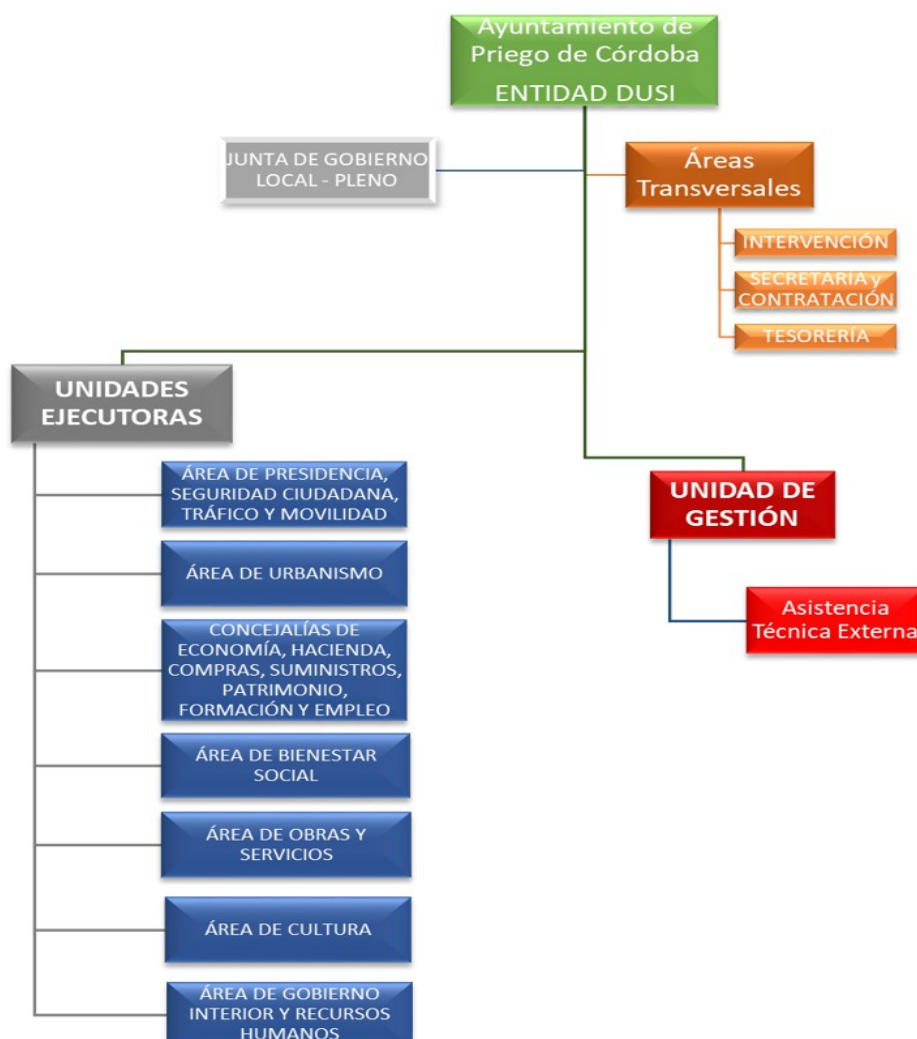 Ayuntamiento de
Priego de Córdoba
ENTIDAD DUSI
JUNTA DE GOBIERNO
LOCAL - PLENO
Áreas
Transversales
INTERVENCIÓN
SECRETARIA y
CONTRATACIÓN
TESORERÍA
UNIDADES
EJECUTORAS
ÁREA DE PRESIDENCIA,
SEGURIDAD CIUDADANA,
TRÁFICO Y MOVILIDAD
ÁREA DE URBANISMO
CONCEJALÍAS DE
ECONOMÍA, HACIENDA,
COMPRAS, SUMINISTROS,
PATRIMONIO,
FORMACIÓN Y EMPLEO
ÁREA DE BIENESTAR
SOCIAL
ÁREA DE OBRAS Y
SERVICIOS
ÁREA DE CULTURA
ÁREA DE GOBIERNO
INTERIOR Y RECURSOS
HUMANOS
UNIDAD DE
GESTIÓN
Asistencia
Técnica Externa